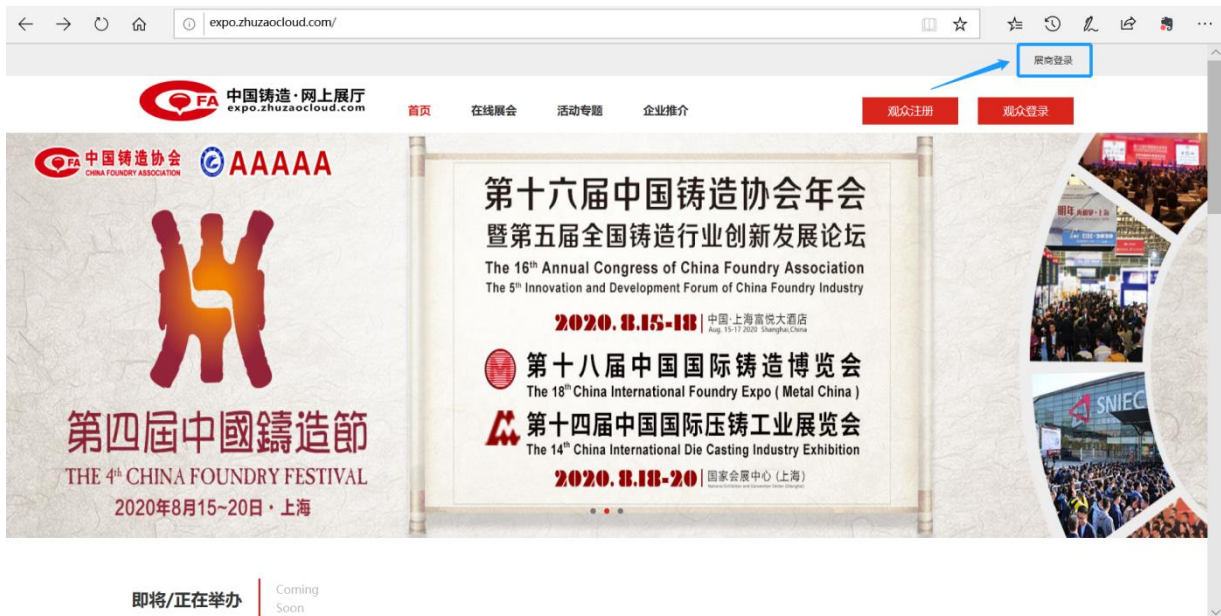 expo.zhuzaocloud.com/
展商登录
FA 中国铸造·网上展厅
expo.zhuzaocloud.com
首页 在线展会 活动专题 企业推介 观众注册 观众登录
FA 中国铸造协会
CHINA FOUNDRY ASSOCIATION
AAAAA
第四届中國鑄造節
THE 4th CHINA FOUNDRY FESTIVAL
2020年8月15~20日·上海
第十六届中国铸造协会年会
暨第五届全国铸造行业创新发展论坛
The 16th Annual Congress of China Foundry Association
The 5th Innovation and Development Forum of China Foundry Industry
2020. 8.15-18 中国·上海富悦大酒店
Aug. 15-17 2020 Shanghai,China
第十八届中国国际铸造博览会
The 18th China International Foundry Expo ( Metal China )
第十四届中国国际压铸工业展览会
The 14th China International Die Casting Industry Exhibition
2020. 8.18-20 国家会展中心（上海）
SNIEC
即将/正在举办
Coming
Soon